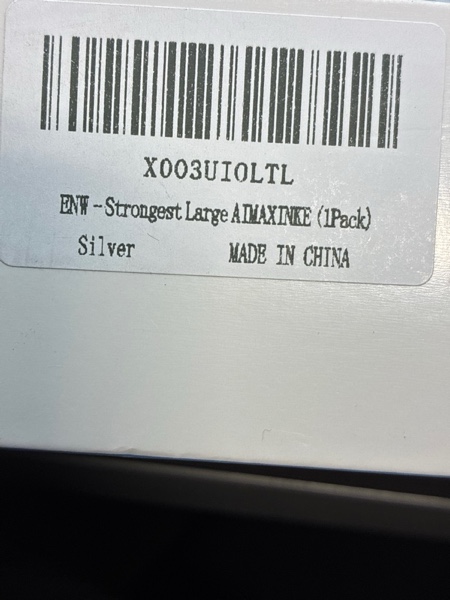 X003UI0LTL
ENW - Strongest Large AIMAXINKE (1Pack)
Silver
MADE IN CHINA